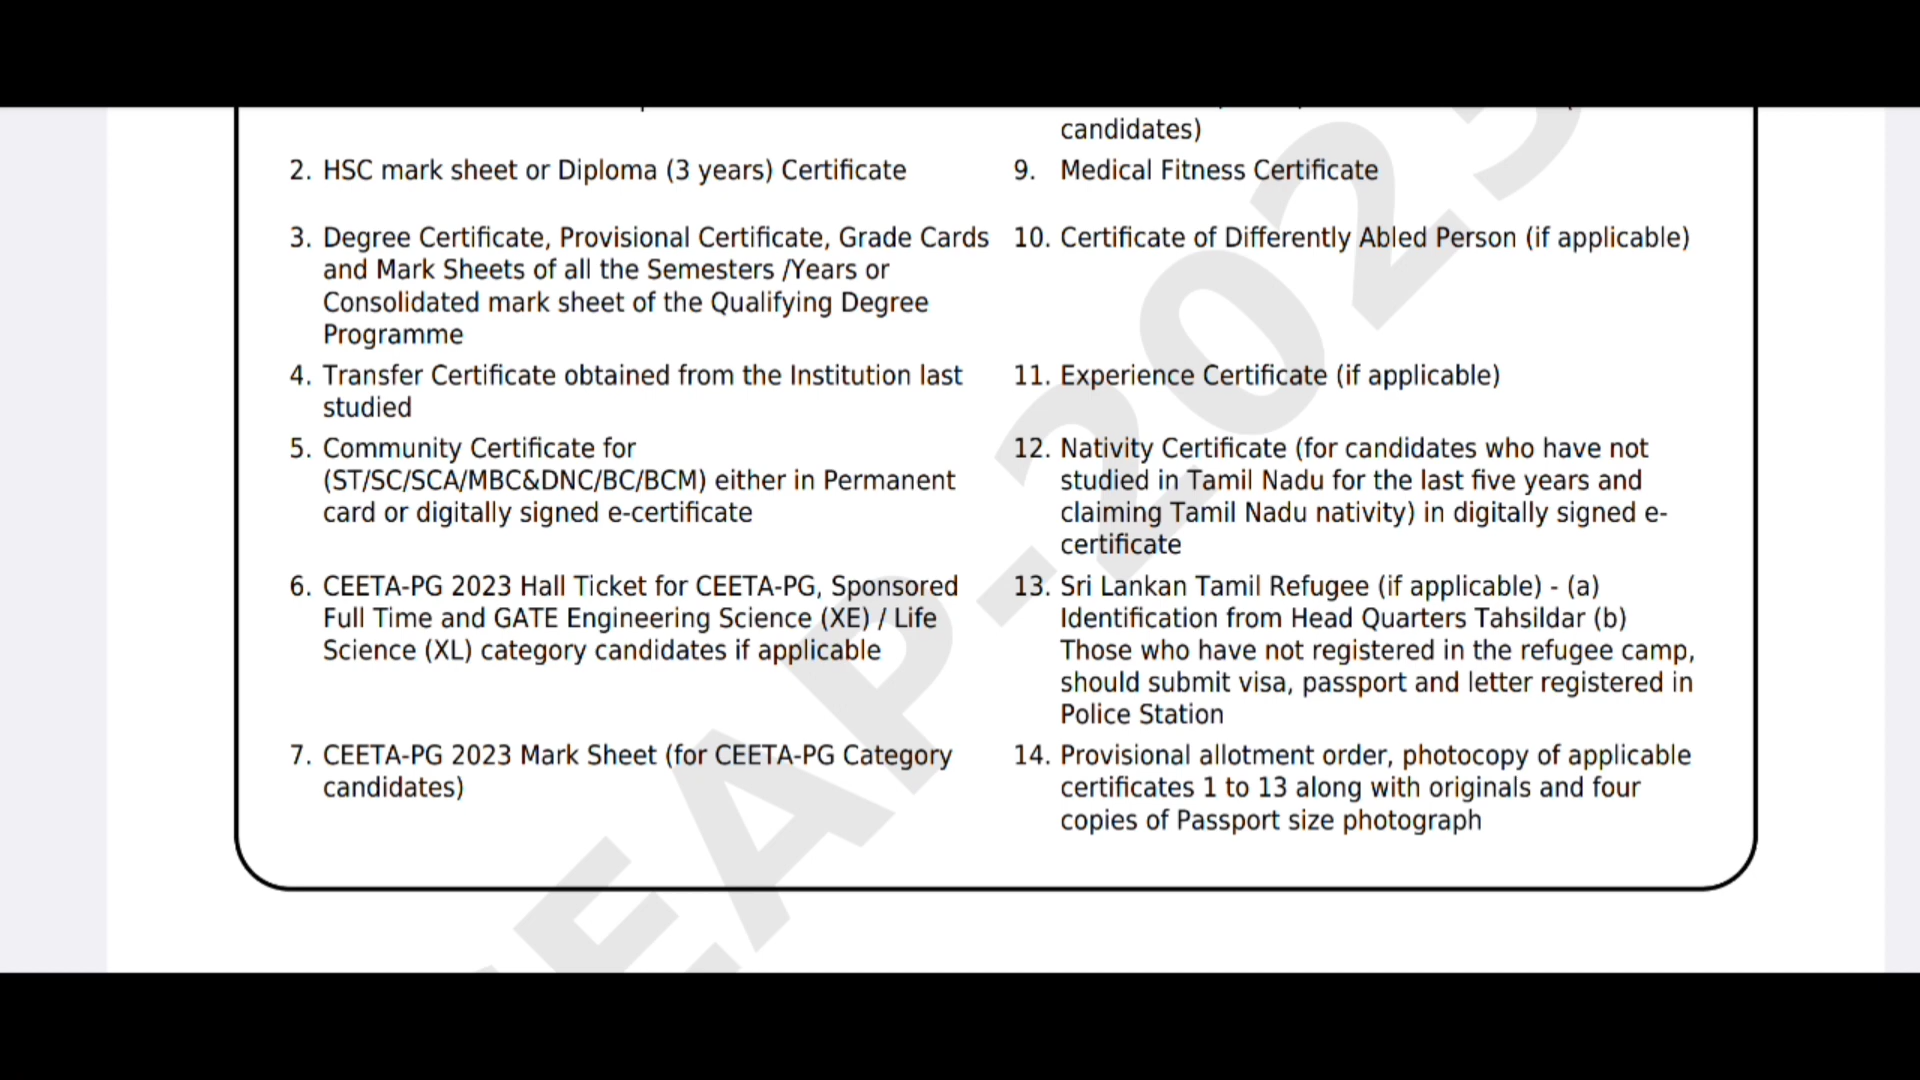 candidates)
2. HSC mark sheet or Diploma (3 years) Certificate
9. Medical Fitness Certificate
3. Degree Certificate, Provisional Certificate, Grade Cards
and Mark Sheets of all the Semesters /Years or
Consolidated mark sheet of the Qualifying Degree
Programme
10. Certificate of Differently Abled Person (if applicable)
4. Transfer Certificate obtained from the Institution last
studied
11. Experience Certificate (if applicable)
5. Community Certificate for
(ST/SC/SCA/MBC&DNC/BC/BCM) either in Permanent
card or digitally signed e-certificate
12. Nativity Certificate (for candidates who have not
studied in Tamil Nadu for the last five years and
claiming Tamil Nadu nativity) in digitally signed e-
certificate
6. CEETA-PG 2023 Hall Ticket for CEETA-PG, Sponsored
Full Time and GATE Engineering Science (XE) / Life
Science (XL) category candidates if applicable
13. Sri Lankan Tamil Refugee (if applicable) - (a)
Identification from Head Quarters Tahsildar (b)
Those who have not registered in the refugee camp,
should submit visa, passport and letter registered in
Police Station
7. CEETA-PG 2023 Mark Sheet (for CEETA-PG Category
candidates)
14. Provisional allotment order, photocopy of applicable
certificates 1 to 13 along with originals and four
copies of Passport size photograph